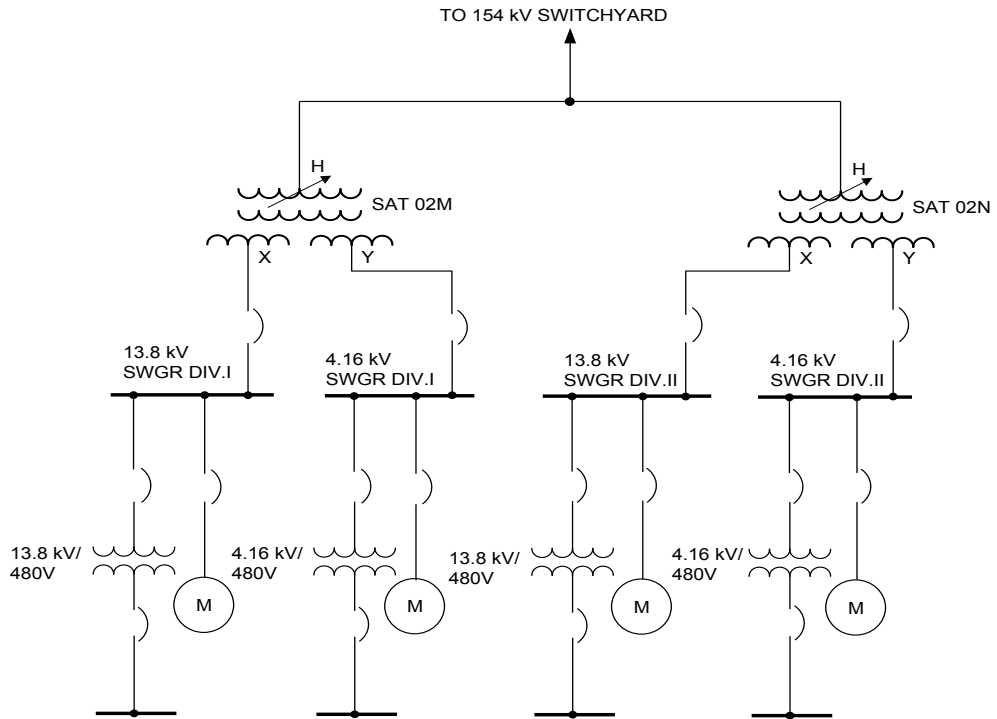 TO 154 kV SWITCHYARD
H
SAT 02M
X
Y
H
SAT 02N
X
Y
13.8 kV
SWGR DIV.I
4.16 kV
SWGR DIV.I
13.8 kV
SWGR DIV.II
4.16 kV
SWGR DIV.II
13.8 kV/
480V
M
4.16 kV/
480V
M
13.8 kV/
480V
M
4.16 kV/
480V
M